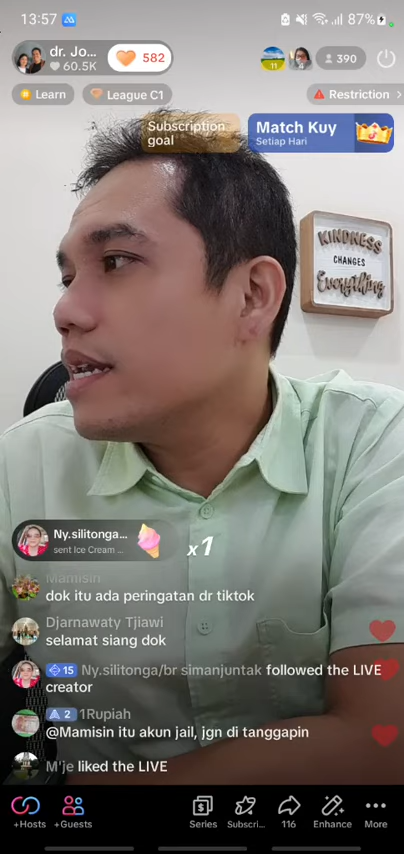 13:57
87%
dr. Jo...
60.5K
582
11
4
390
Learn
League C1
Restriction
Subscription goal
Match Kuy
Setiap Hari
KINDNESS
CHANGES
Everything
Ny.silitonga...
sent Ice Cream ...
x1
Mamisin
dok itu ada peringatan dr tiktok
Djarnawaty Tjiawi
selamat siang dok
15 Ny.silitonga/br simanjuntak followed the LIVE
creator
2 1Rupiah
@Mamisin itu akun jail, jgn di tanggapin
M'je liked the LIVE
+Hosts
+Guests
Series
Subscri...
116
Enhance
More